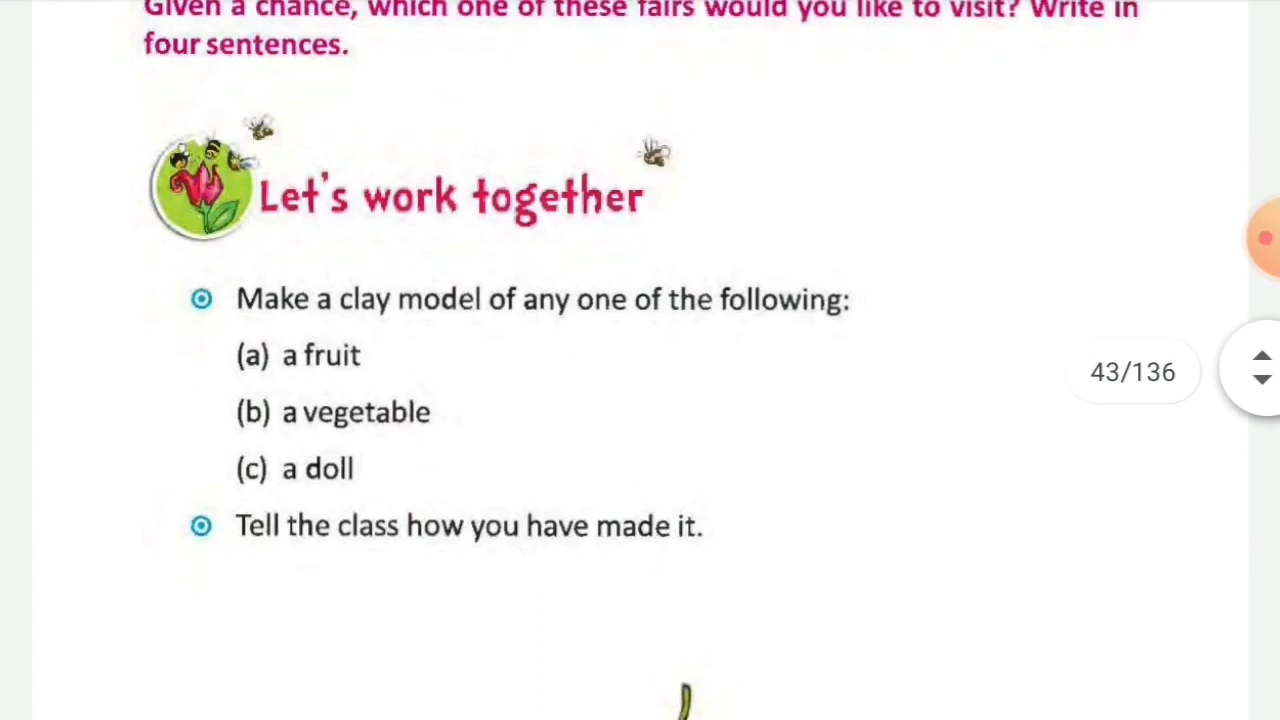 Given a chance, which one of these fairs would you like to visit? Write in
four sentences.
Let's work together
Make a clay model of any one of the following:
(a) a fruit
(b) a vegetable
(c) a doll
Tell the class how you have made it.
43/136